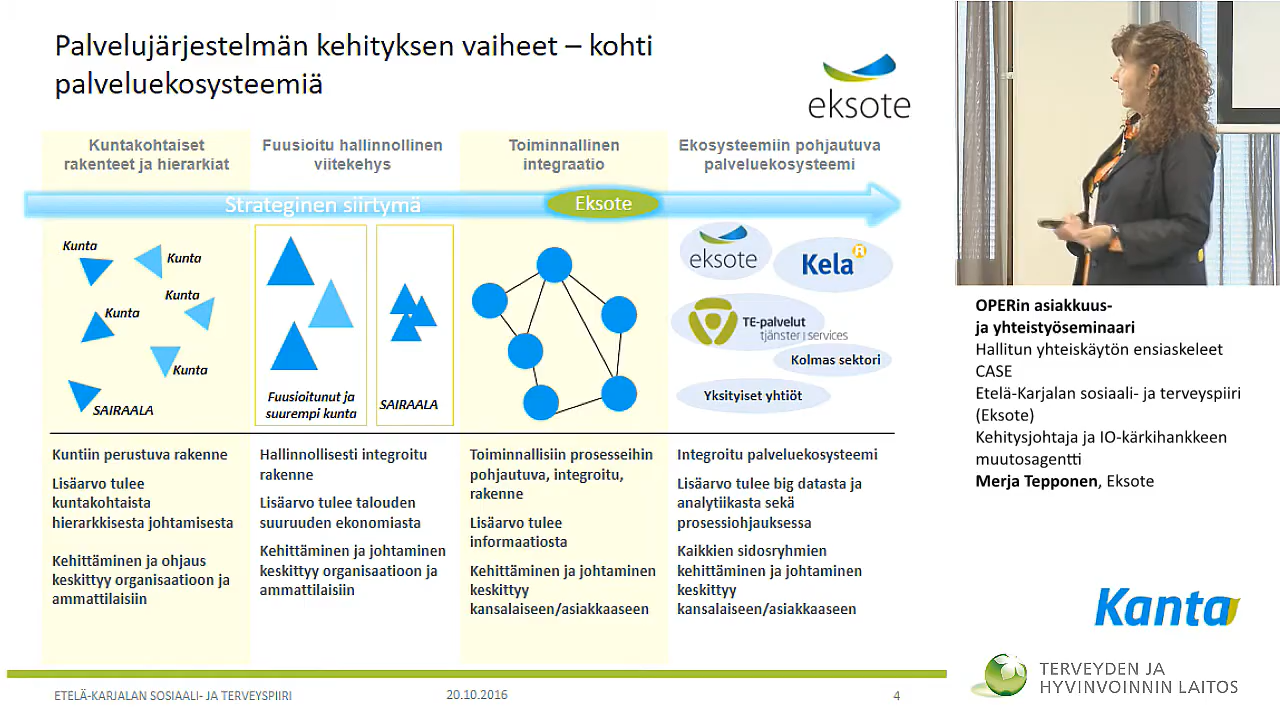 Palvelujärjestelmän kehityksen vaiheet – kohti
palveluekosysteemiä
eksote
Kuntakohtaiset
rakenteet ja hierarkiat
Fuusioitu hallinnollinen
viitekehys
Toiminnallinen
integraatio
Ekosysteemiin pohjautuva
palveluekosysteemi
Strateginen siirtymä
Eksote
Kunta
Kunta
Kunta
Kunta
Kunta
SAIRAALA
Fuusioitunut ja
suurempi kunta
SAIRAALA
eksote
Kela
TE-palvelut
tjänster | services
Kolmas sektori
Yksityiset yhtiöt
Kuntiin perustuva rakenne
Lisäarvo tulee
kuntakohtaista
hierarkkisesta johtamisesta
Kehittäminen ja ohjaus
keskittyy organisaatioon ja
ammattilaisiin
Hallinnollisesti integroitu
rakenne
Lisäarvo tulee talouden
suuruuden ekonomiasta
Kehittäminen ja johtaminen
keskittyy organisaatioon ja
ammattilaisiin
Toiminnallisiin prosesseihin
pohjautuva, integroitu,
rakenne
Lisäarvo tulee
informaatiosta
Kehittäminen ja johtaminen
keskittyy
kansalaiseen/asiakkaaseen
Integroitu palveluekosysteemi
Lisäarvo tulee big datasta ja
analytiikasta sekä
prosessiohjauksessa
Kaikkien sidosryhmien
kehittäminen ja johtaminen
keskittyy
kansalaiseen/asiakkaaseen
ETELÄ-KARJALAN SOSIAALI- JA TERVEYSPIIRI
20.10.2016
4
OPERin asiakkuus-
ja yhteistyöseminaari
Hallitun yhteiskäytön ensiaskeleet
CASE
Etelä-Karjalan sosiaali- ja terveyspiiri
(Eksote)
Kehitysjohtaja ja IO-kärkihankkeen
muutosagentti
Merja Tepponen, Eksote
Kanta
TERVEYDEN JA
HYVINVOINNIN LAITOS